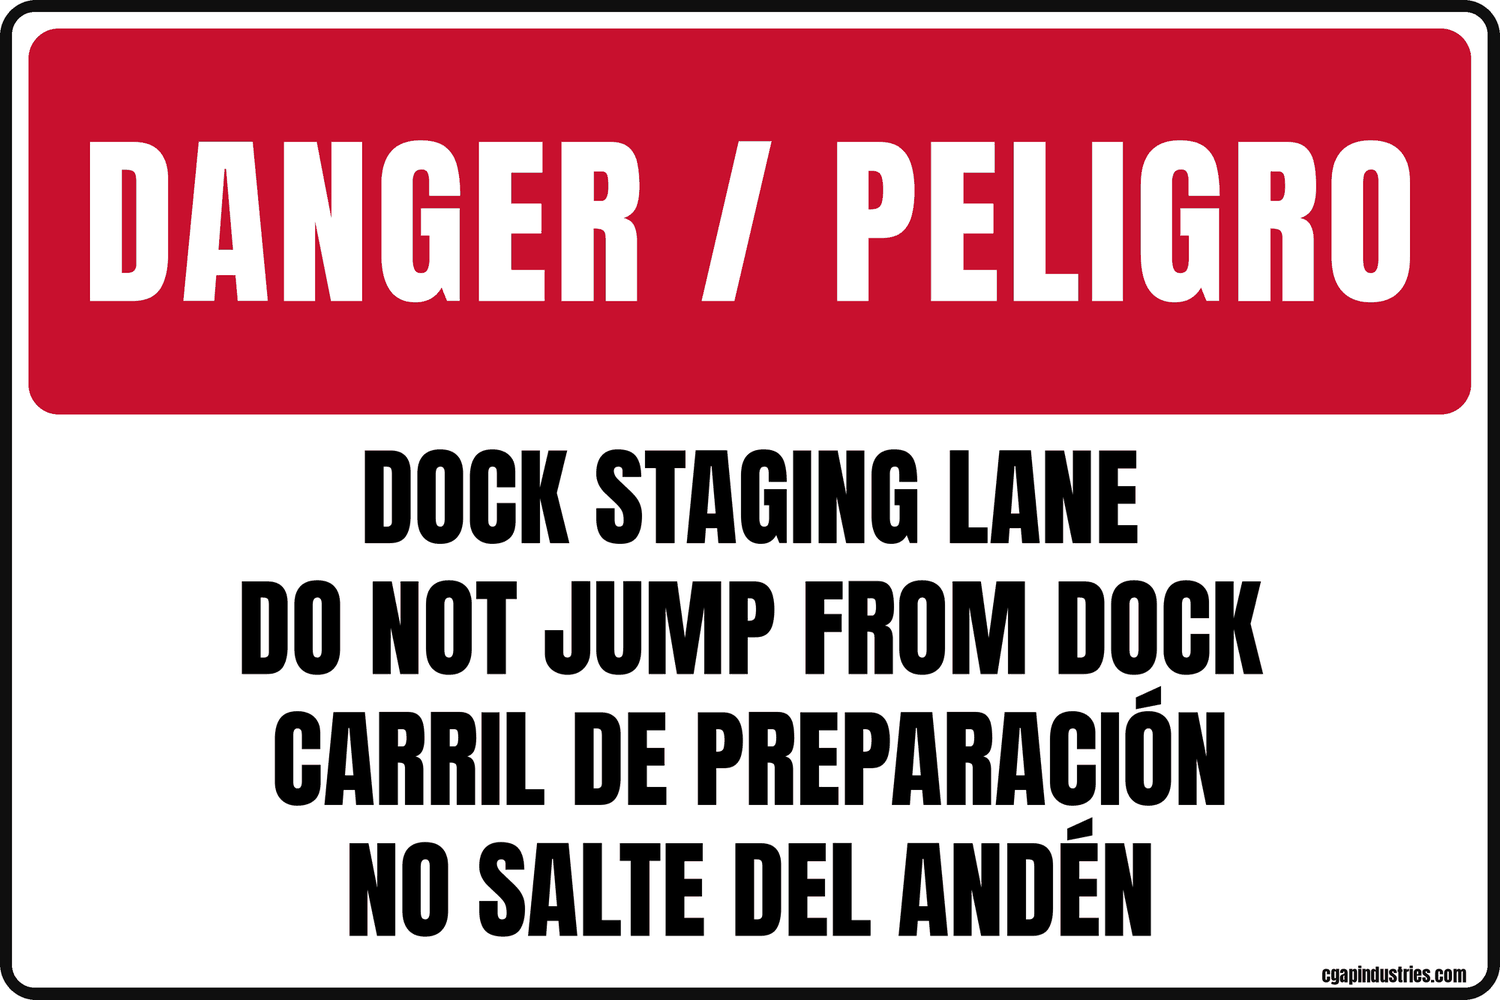 DANGER / PELIGRO
DOCK STAGING LANE
DO NOT JUMP FROM DOCK
CARRIL DE PREPARACIÓN
NO SALTE DEL ANDÉN
cgapindustries.com